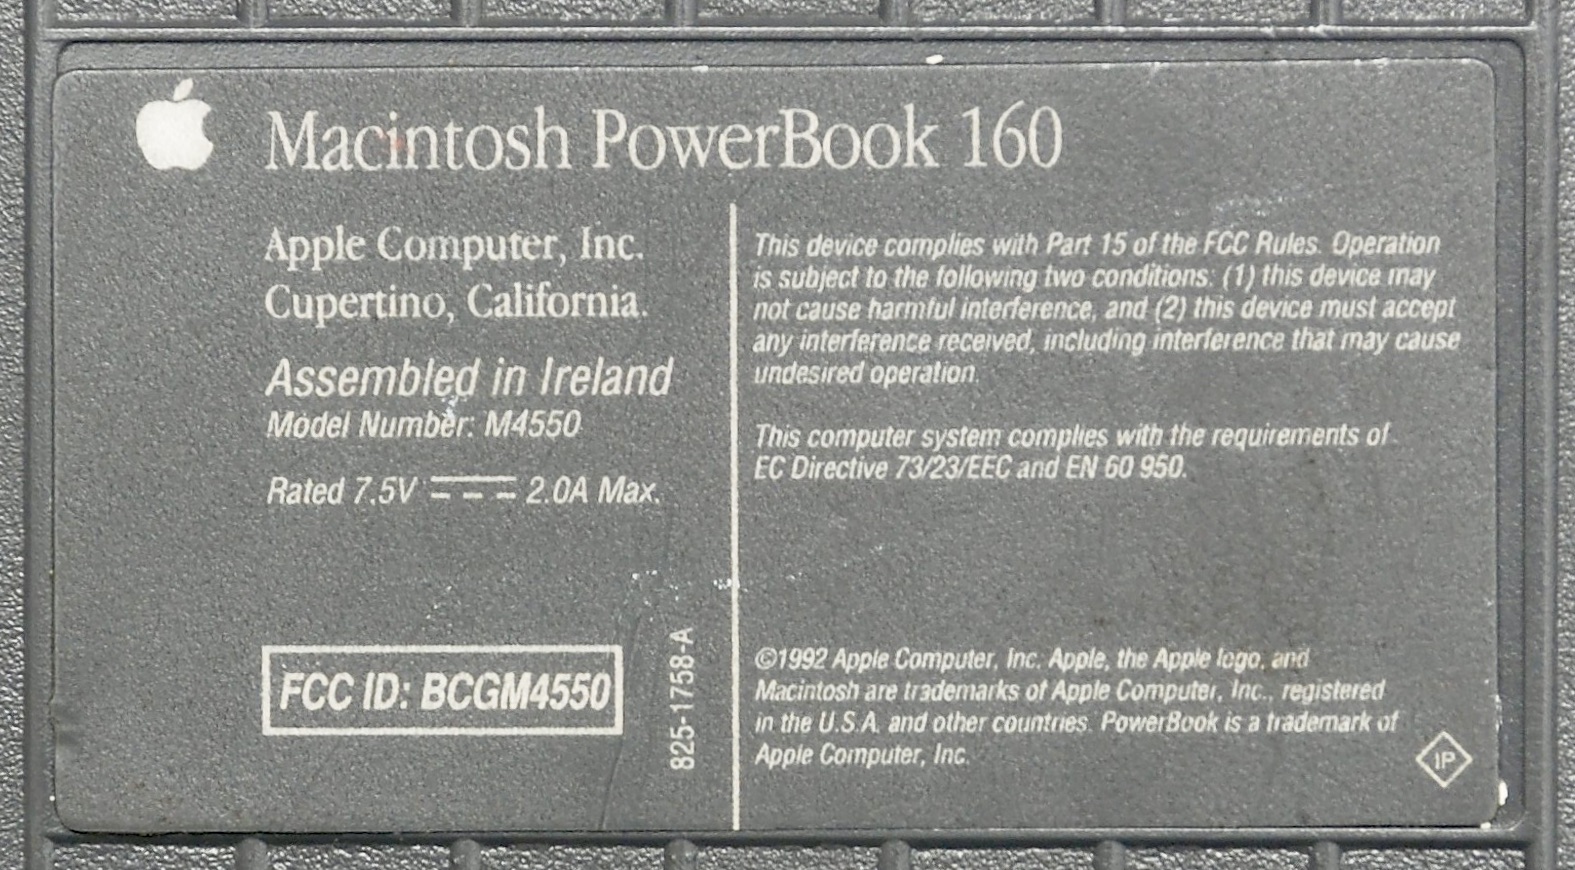 Macintosh PowerBook 160
Apple Computer, Inc.
Cupertino, California.
Assembled in Ireland
Model Number: M4550
Rated 7.5V 2.0A Max.
FCC ID: BCGM4550
825-1758-A
This device complies with Part 15 of the FCC Rules. Operation
is subject to the following two conditions: (1) this device may
not cause harmful interference, and (2) this device must accept
any interference received, including interference that may cause
undesired operation.
This computer system complies with the requirements of
EC Directive 73/23/EEC and EN 60 950.
©1992 Apple Computer, Inc. Apple, the Apple logo, and
Macintosh are trademarks of Apple Computer, Inc., registered
in the U.S.A. and other countries. PowerBook is a trademark of
Apple Computer, Inc.
IP